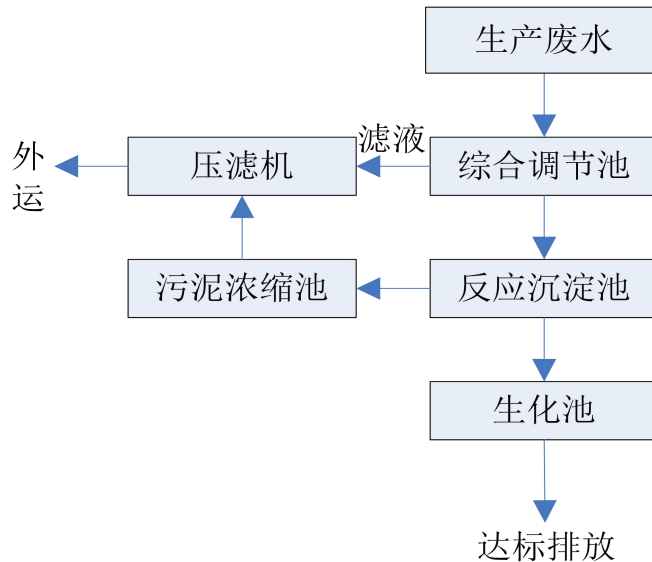 生产废水
滤液
外运
压滤机
综合调节池
污泥浓缩池
反应沉淀池
生化池
达标排放